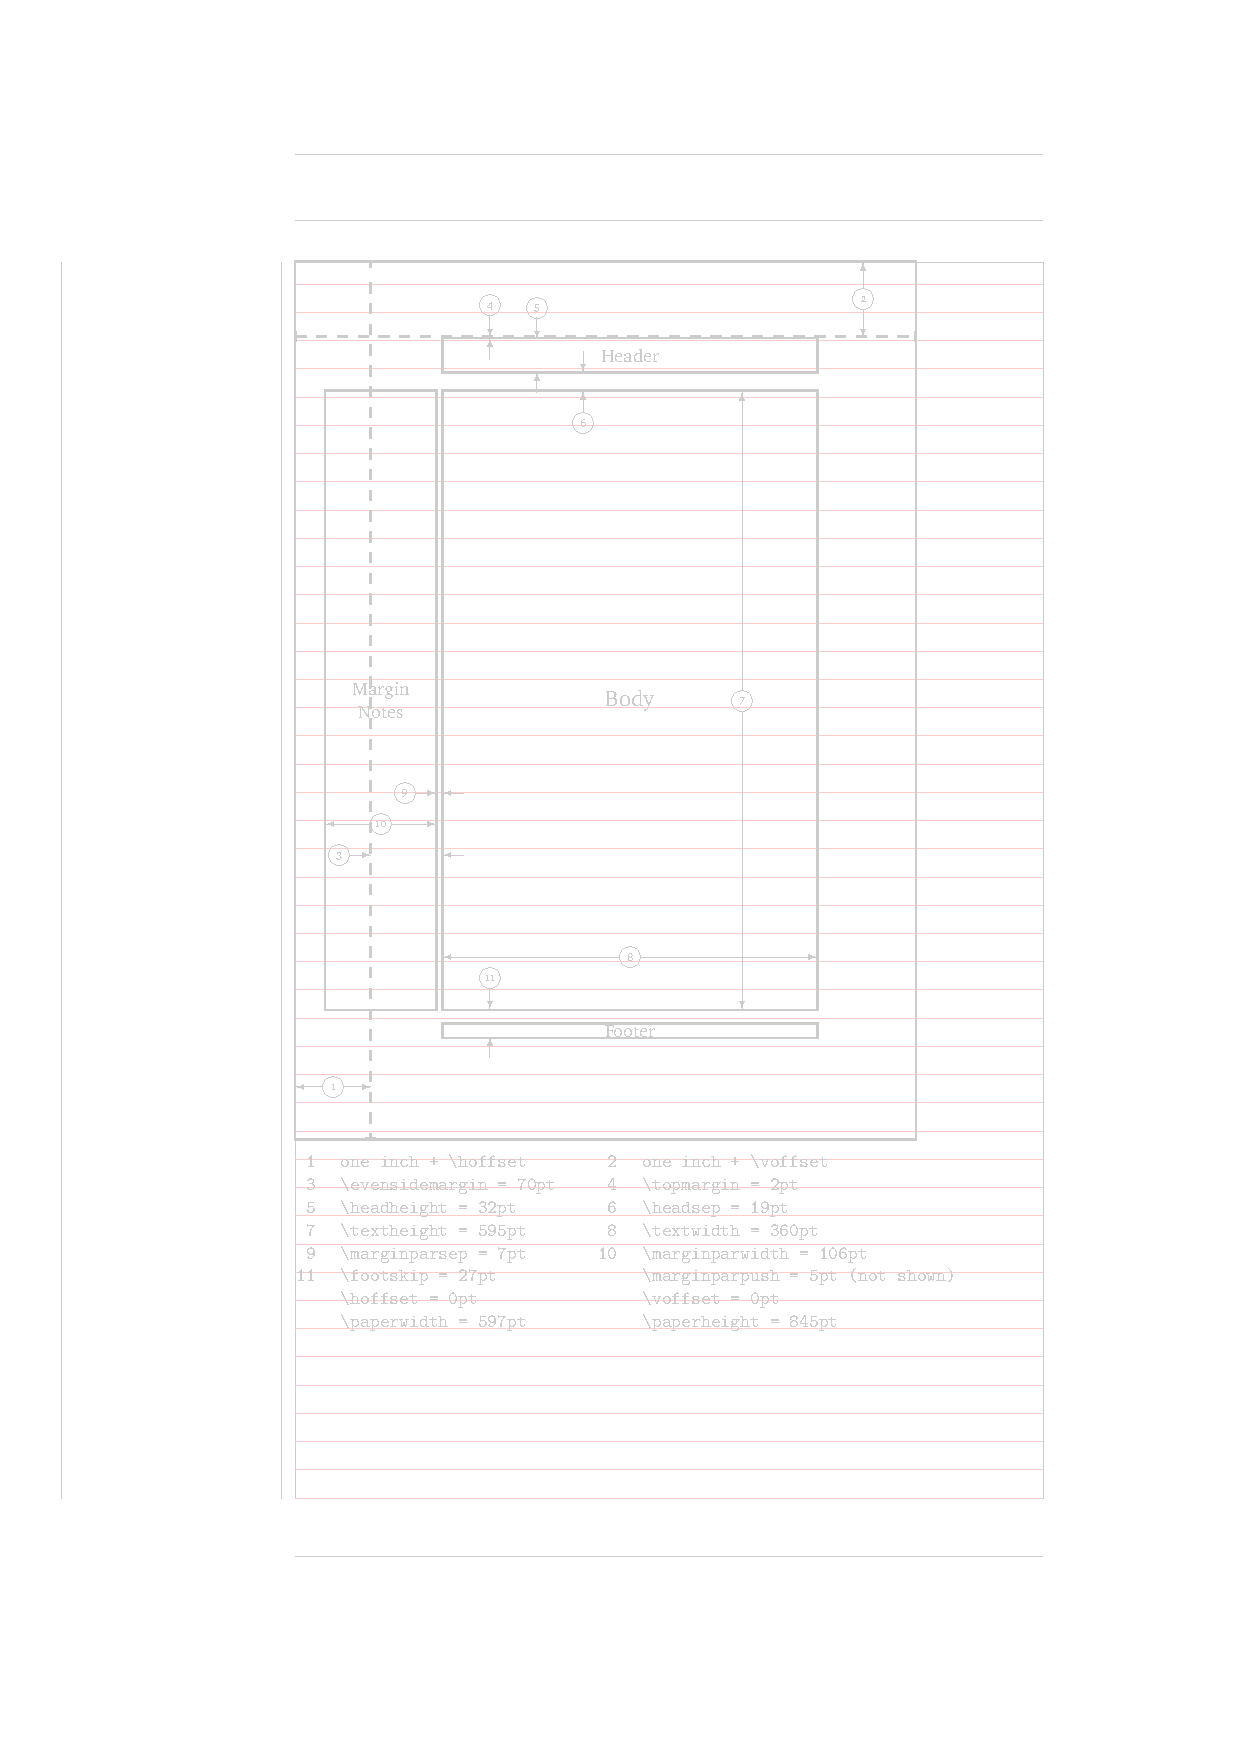 4
5
2
Header
6
Margin
Notes
Body
7
9
10
3
8
11
Footer
1
1 one inch + \hoffset 2 one inch + \voffset
3 \evensidemargin = 70pt 4 \topmargin = 2pt
5 \headheight = 32pt 6 \headsep = 19pt
7 \textheight = 595pt 8 \textwidth = 360pt
9 \marginparsep = 7pt 10 \marginparwidth = 106pt
11 \footskip = 27pt \marginparpush = 5pt (not shown)
\hoffset = 0pt \voffset = 0pt
\paperwidth = 597pt \paperheight = 845pt